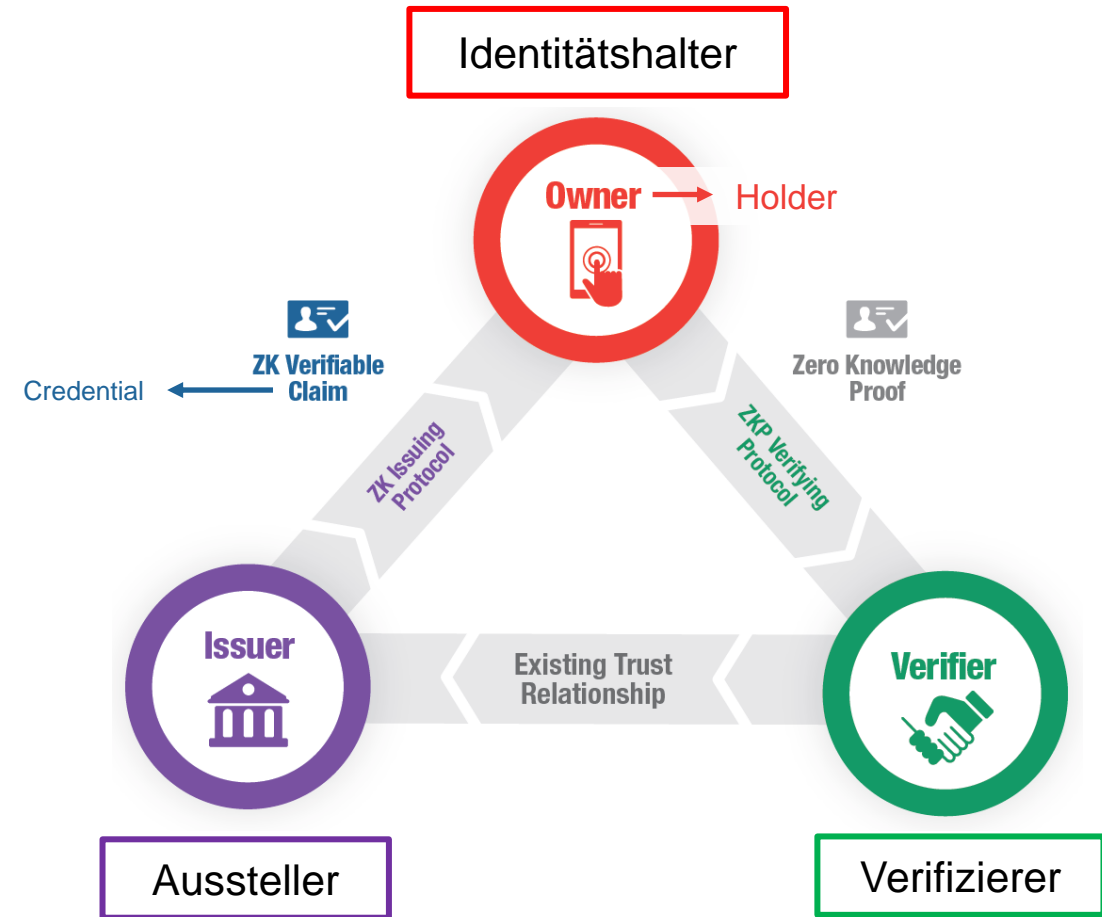 Identitätshalter
Owner
Holder
ZK Verifiable
Claim
Credential
Zero Knowledge
Proof
ZK Issuing
Protocol
ZKP Verifying
Protocol
Issuer
Existing Trust
Relationship
Verifier
Aussteller
Verifizierer